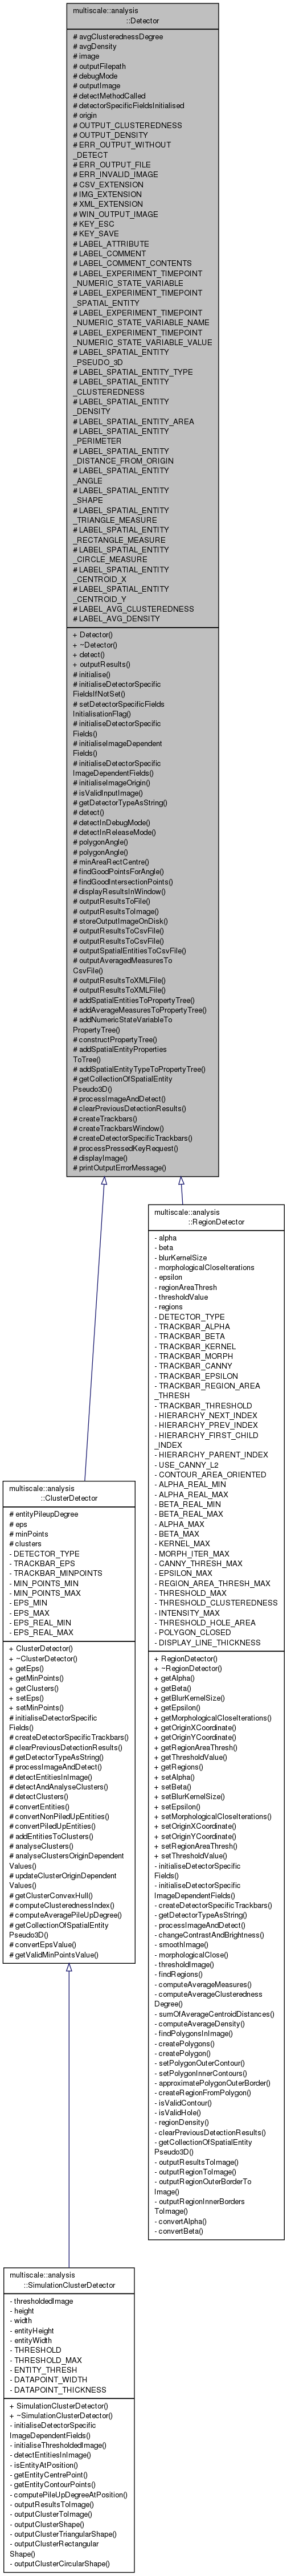 multiscale::analysis
::Detector
# avgClusterednessDegree
# avgDensity
# image
# outputFilepath
# debugMode
# outputImage
# detectMethodCalled
# detectorSpecificFieldsInitialised
# origin
# OUTPUT_CLUSTEREDNESS
# OUTPUT_DENSITY
# ERR_OUTPUT_WITHOUT
_DETECT
# ERR_OUTPUT_FILE
# ERR_INVALID_IMAGE
# CSV_EXTENSION
# IMG_EXTENSION
# XML_EXTENSION
# WIN_OUTPUT_IMAGE
# KEY_ESC
# KEY_SAVE
# LABEL_ATTRIBUTE
# LABEL_COMMENT
# LABEL_COMMENT_CONTENTS
# LABEL_EXPERIMENT_TIMEPOINT
_NUMERIC_STATE_VARIABLE
# LABEL_EXPERIMENT_TIMEPOINT
_SPATIAL_ENTITY
# LABEL_EXPERIMENT_TIMEPOINT
_NUMERIC_STATE_VARIABLE_NAME
# LABEL_EXPERIMENT_TIMEPOINT
_NUMERIC_STATE_VARIABLE_VALUE
# LABEL_SPATIAL_ENTITY
_PSEUDO_3D
# LABEL_SPATIAL_ENTITY_TYPE
# LABEL_SPATIAL_ENTITY
_CLUSTEREDNESS
# LABEL_SPATIAL_ENTITY
_DENSITY
# LABEL_SPATIAL_ENTITY_AREA
# LABEL_SPATIAL_ENTITY
_PERIMETER
# LABEL_SPATIAL_ENTITY
_DISTANCE_FROM_ORIGIN
# LABEL_SPATIAL_ENTITY
_ANGLE
# LABEL_SPATIAL_ENTITY
_SHAPE
# LABEL_SPATIAL_ENTITY
_TRIANGLE_MEASURE
# LABEL_SPATIAL_ENTITY
_RECTANGLE_MEASURE
# LABEL_SPATIAL_ENTITY
_CIRCLE_MEASURE
# LABEL_SPATIAL_ENTITY
_CENTROID_X
# LABEL_SPATIAL_ENTITY
_CENTROID_Y
# LABEL_AVG_CLUSTEREDNESS
# LABEL_AVG_DENSITY
+ Detector()
+ ~Detector()
+ detect()
+ outputResults()
# initialise()
# initialiseDetectorSpecific
FieldsIfNotSet()
# setDetectorSpecificFields
InitialisationFlag()
# initialiseDetectorSpecific
Fields()
# initialiseImageDependent
Fields()
# initialiseDetectorSpecific
ImageDependentFields()
# initialiseImageOrigin()
# isValidInputImage()
# getDetectorTypeAsString()
# detect()
# detectInDebugMode()
# detectInReleaseMode()
# polygonAngle()
# polygonAngle()
# minAreaRectCentre()
# findGoodPointsForAngle()
# findGoodIntersectionPoints()
# displayResultsInWindow()
# outputResultsToFile()
# outputResultsToImage()
# storeOutputImageOnDisk()
# outputResultsToCsvFile()
# outputResultsToCsvFile()
# outputSpatialEntitiesToCsvFile()
# outputAveragedMeasuresTo
CsvFile()
# outputResultsToXMLFile()
# outputResultsToXMLFile()
# addSpatialEntitiesToPropertyTree()
# addAverageMeasuresToPropertyTree()
# addNumericStateVariableTo
PropertyTree()
# constructPropertyTree()
# addSpatialEntityProperties
ToTree()
# addSpatialEntityTypeToPropertyTree()
# getCollectionOfSpatialEntity
Pseudo3D()
# processImageAndDetect()
# clearPreviousDetectionResults()
# createTrackbars()
# createTrackbarsWindow()
# createDetectorSpecificTrackbars()
# processPressedKeyRequest()
# displayImage()
# printOutputErrorMessage()
multiscale::analysis
::RegionDetector
- alpha
- beta
- blurKernelSize
- morphologicalCloseIterations
- epsilon
- regionAreaThresh
- thresholdValue
- regions
- DETECTOR_TYPE
- TRACKBAR_ALPHA
- TRACKBAR_BETA
- TRACKBAR_KERNEL
- TRACKBAR_MORPH
- TRACKBAR_CANNY
- TRACKBAR_EPSILON
- TRACKBAR_REGION_AREA
_THRESH
- TRACKBAR_THRESHOLD
- HIERARCHY_NEXT_INDEX
- HIERARCHY_PREV_INDEX
- HIERARCHY_FIRST_CHILD
_INDEX
- HIERARCHY_PARENT_INDEX
- USE_CANNY_L2
- CONTOUR_AREA_ORIENTED
- ALPHA_REAL_MIN
- ALPHA_REAL_MAX
- BETA_REAL_MIN
- BETA_REAL_MAX
- ALPHA_MAX
- BETA_MAX
- KERNEL_MAX
- MORPH_ITER_MAX
- CANNY_THRESH_MAX
- EPSILON_MAX
- REGION_AREA_THRESH_MAX
- THRESHOLD_MAX
- THRESHOLD_CLUSTEREDNESS
- INTENSITY_MAX
- THRESHOLD_HOLE_AREA
- POLYGON_CLOSED
- DISPLAY_LINE_THICKNESS
+ RegionDetector()
+ ~RegionDetector()
+ getAlpha()
+ getBeta()
+ getBlurKernelSize()
+ getEpsilon()
+ getMorphologicalCloseIterations()
+ getOriginXCoordinate()
+ getOriginYCoordinate()
+ getRegionAreaThresh()
+ getThresholdValue()
+ getRegions()
+ setAlpha()
+ setBeta()
+ setBlurKernelSize()
+ setEpsilon()
+ setMorphologicalCloseIterations()
+ setOriginXCoordinate()
+ setOriginYCoordinate()
+ setRegionAreaThresh()
+ setThresholdValue()
- initialiseDetectorSpecific
Fields()
- initialiseDetectorSpecific
ImageDependentFields()
- createDetectorSpecificTrackbars()
- getDetectorTypeAsString()
- processImageAndDetect()
- changeContrastAndBrightness()
- smoothImage()
- morphologicalClose()
- thresholdImage()
- findRegions()
- computeAverageMeasures()
- computeAverageClusteredness
Degree()
- sumOfAverageCentroidDistances()
- computeAverageDensity()
- findPolygonsInImage()
- createPolygons()
- createPolygon()
- setPolygonOuterContour()
- setPolygonInnerContours()
- approximatePolygonOuterBorder()
- createRegionFromPolygon()
- isValidContour()
- isValidHole()
- regionDensity()
- clearPreviousDetectionResults()
- getCollectionOfSpatialEntity
Pseudo3D()
- outputResultsToImage()
- outputRegionToImage()
- outputRegionOuterBorderTo
Image()
- outputRegionInnerBorders
ToImage()
- convertAlpha()
- convertBeta()
multiscale::analysis
::ClusterDetector
# entityPileupDegree
# eps
# minPoints
# clusters
- DETECTOR_TYPE
- TRACKBAR_EPS
- TRACKBAR_MINPOINTS
- MIN_POINTS_MIN
- MIN_POINTS_MAX
- EPS_MIN
- EPS_MAX
- EPS_REAL_MIN
- EPS_REAL_MAX
+ ClusterDetector()
+ ~ClusterDetector()
+ getEps()
+ getMinPoints()
+ getClusters()
+ setEps()
+ setMinPoints()
# initialiseDetectorSpecific
Fields()
# createDetectorSpecificTrackbars()
# clearPreviousDetectionResults()
# getDetectorTypeAsString()
# processImageAndDetect()
# detectEntitiesInImage()
# detectAndAnalyseClusters()
# detectClusters()
# convertEntities()
# convertNonPiledUpEntities()
# convertPiledUpEntities()
# addEntitiesToClusters()
# analyseClusters()
# analyseClustersOriginDependent
Values()
# updateClusterOriginDependent
Values()
# getClusterConvexHull()
# computeClusterednessIndex()
# computeAveragePileUpDegree()
# getCollectionOfSpatialEntity
Pseudo3D()
# convertEpsValue()
# getValidMinPointsValue()
multiscale::analysis
::SimulationClusterDetector
- thresholdedImage
- height
- width
- entityHeight
- entityWidth
- THRESHOLD
- THRESHOLD_MAX
- ENTITY_THRESH
- DATAPOINT_WIDTH
- DATAPOINT_THICKNESS
+ SimulationClusterDetector()
+ ~SimulationClusterDetector()
- initialiseDetectorSpecific
ImageDependentFields()
- initialiseThresholdedImage()
- detectEntitiesInImage()
- isEntityAtPosition()
- getEntityCentrePoint()
- getEntityContourPoints()
- computePileUpDegreeAtPosition()
- outputResultsToImage()
- outputClusterToImage()
- outputClusterShape()
- outputClusterTriangularShape()
- outputClusterRectangular
Shape()
- outputClusterCircularShape()